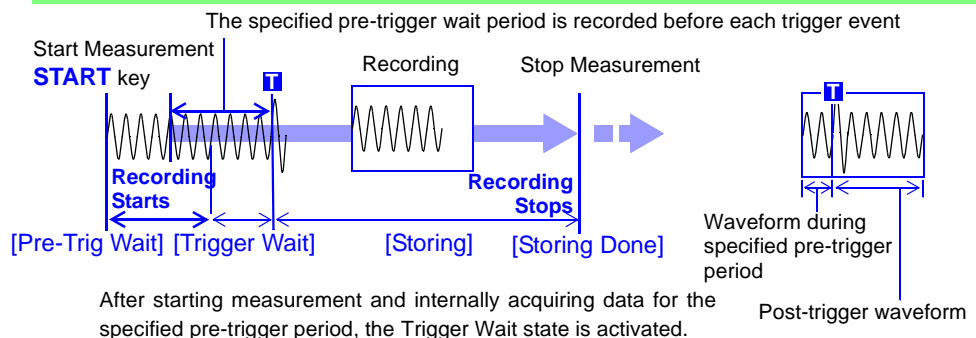 The specified pre-trigger wait period is recorded before each trigger event
Start Measurement
START key
T
Recording
Stop Measurement
T
Recording
Starts
Recording
Stops
[Pre-Trig Wait] [Trigger Wait] [Storing] [Storing Done]
Waveform during
specified pre-trigger
period
Post-trigger waveform
After starting measurement and internally acquiring data for the
specified pre-trigger period, the Trigger Wait state is activated.